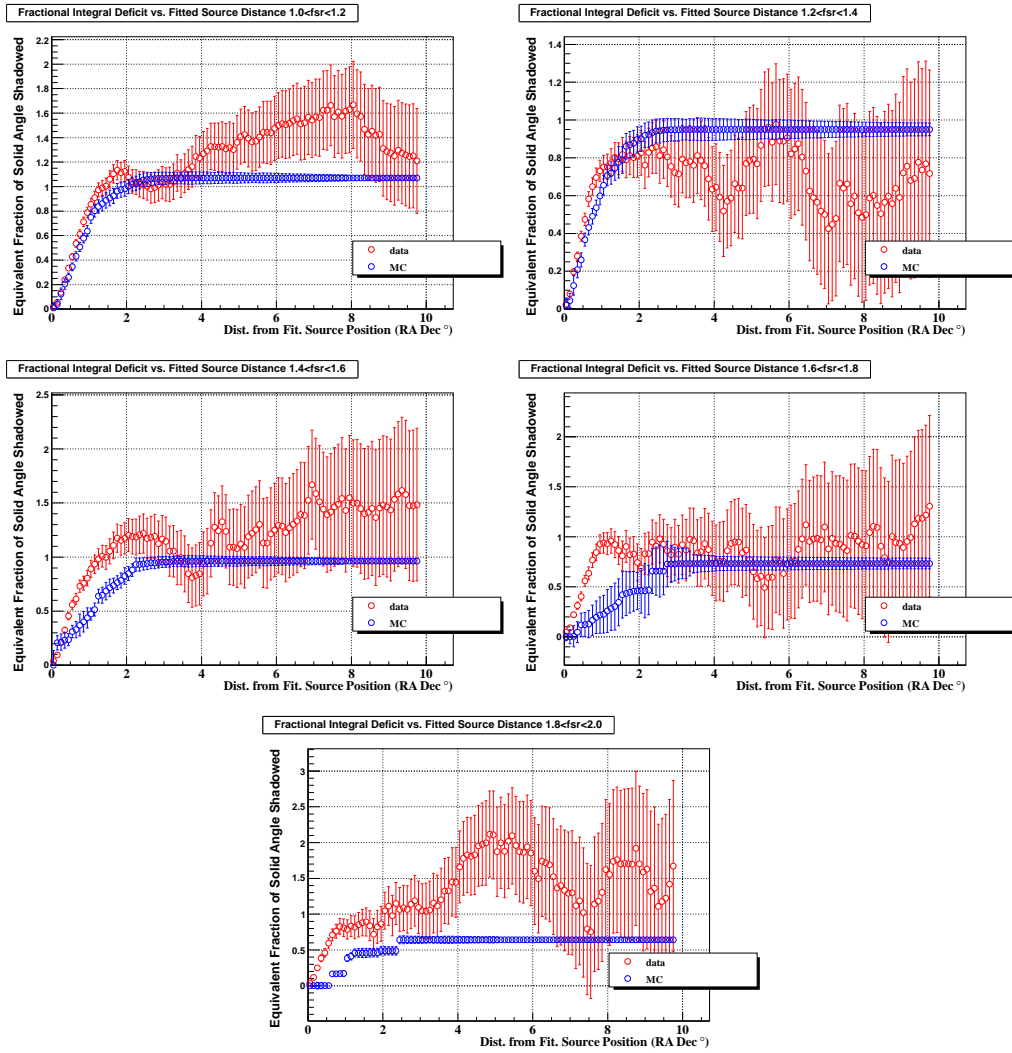 Fractional Integral Deficit vs. Fitted Source Distance 1.0<fsr<1.2
Equivalent Fraction of Solid Angle Shadowed
2.2
2
1.8
1.6
1.4
1.2
1
0.8
0.6
0.4
0.2
0
0 2 4 6 8 10
Dist. from Fit. Source Position (RA Dec °)
data
MC
Fractional Integral Deficit vs. Fitted Source Distance 1.2<fsr<1.4
Equivalent Fraction of Solid Angle Shadowed
1.4
1.2
1
0.8
0.6
0.4
0.2
0
0 2 4 6 8 10
Dist. from Fit. Source Position (RA Dec °)
data
MC
Fractional Integral Deficit vs. Fitted Source Distance 1.4<fsr<1.6
Equivalent Fraction of Solid Angle Shadowed
2.5
2
1.5
1
0.5
0
0 2 4 6 8 10
Dist. from Fit. Source Position (RA Dec °)
data
MC
Fractional Integral Deficit vs. Fitted Source Distance 1.6<fsr<1.8
Equivalent Fraction of Solid Angle Shadowed
2
1.5
1
0.5
0
0 2 4 6 8 10
Dist. from Fit. Source Position (RA Dec °)
data
MC
Fractional Integral Deficit vs. Fitted Source Distance 1.8<fsr<2.0
Equivalent Fraction of Solid Angle Shadowed
3
2.5
2
1.5
1
0.5
0
0 2 4 6 8 10
Dist. from Fit. Source Position (RA Dec °)
data
MC